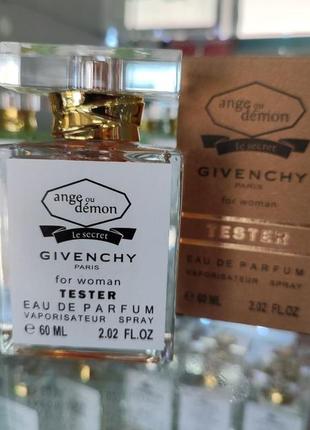 ange ou
démon
le secret
GIVENCHY
PARIS
for woman
TESTER
EAU DE PARFUM
VAPORISATEUR SPRAY
e 60 ML 2.02 FL.OZ
ange ou
démon
le secret
GIVENCHY
PARIS
for woman
TESTER
EAU DE PARFUM
VAPORISATEUR SPRAY
e 60 ML 2.02 FL.OZ